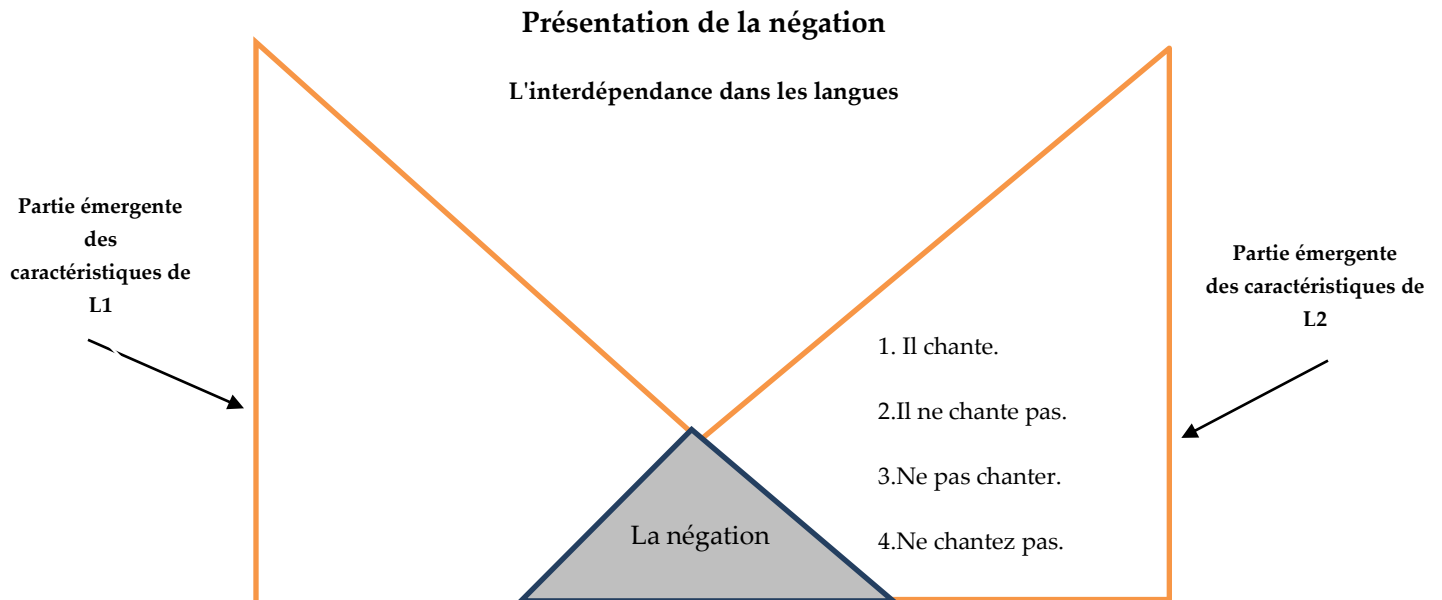 Présentation de la négation
L'interdépendance dans les langues
Partie émergente
des
caractéristiques de
L1
Partie émergente
des caractéristiques de
L2
1. Il chante.
2.Il ne chante pas.
3.Ne pas chanter.
4.Ne chantez pas.
La négation